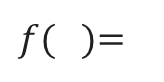 f(  )=